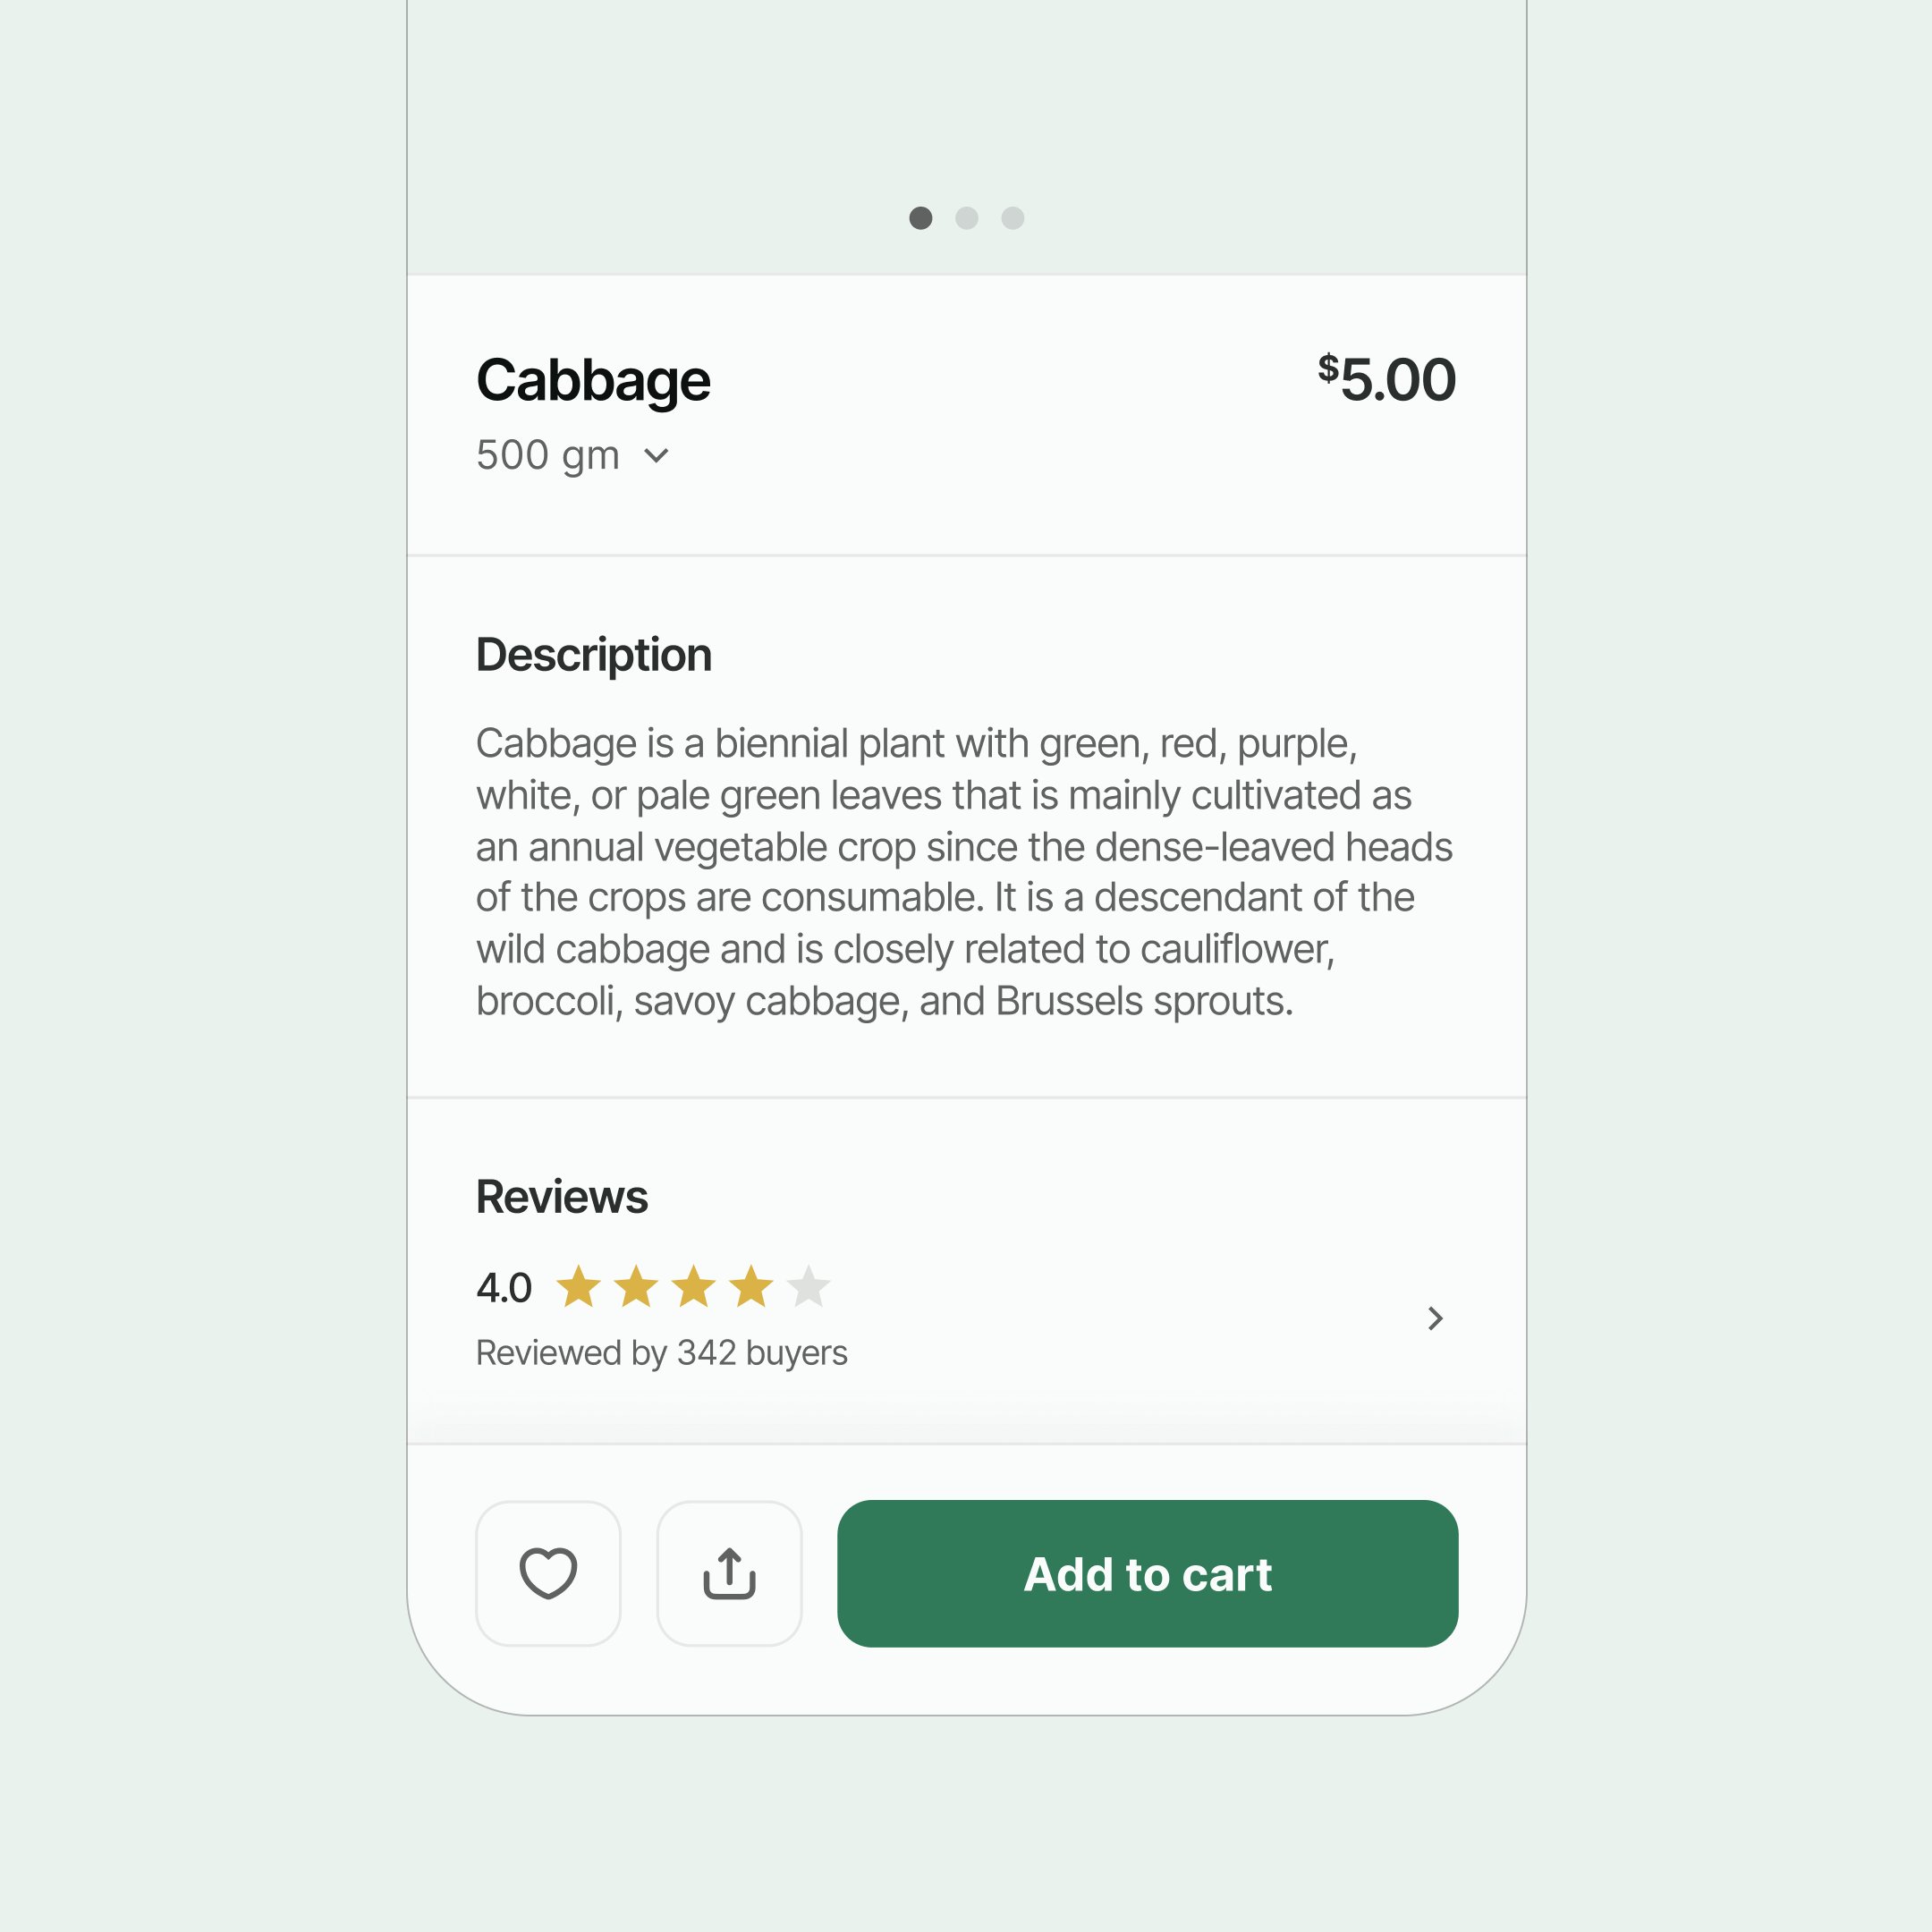 Cabbage
$5.00
500 gm
Description
Cabbage is a biennial plant with green, red, purple,
white, or pale green leaves that is mainly cultivated as
an annual vegetable crop since the dense-leaved heads
of the crops are consumable. It is a descendant of the
wild cabbage and is closely related to cauliflower,
broccoli, savoy cabbage, and Brussels sprouts.
Reviews
4.0
Reviewed by 342 buyers
Add to cart